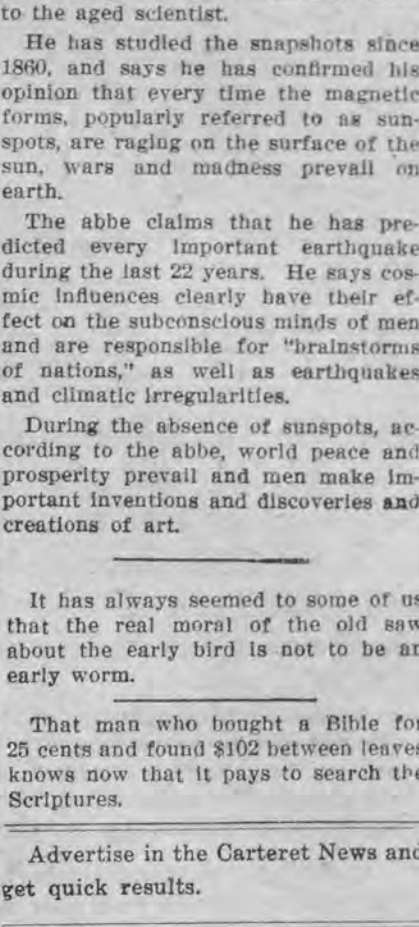 to the aged scientist.
He has studied the snapshots since
1860, and says he has confirmed his
opinion that every time the magnetic
forms, popularly referred to as sun-
spots, are raging on the surface of the
sun, wars and madness prevail on
earth.
The abbe claims that he has pre-
dicted every important earthquake
during the last 22 years. He says cos-
mic influences clearly have their ef-
fect on the subconscious minds of men
and are responsible for "brainstorms
of nations," as well as earthquakes
and climatic irregularities.
During the absence of sunspots, ac-
cording to the abbe, world peace and
prosperity prevail and men make im-
portant inventions and discoveries and
creations of art.
It has always seemed to some of us
that the real moral of the old saw
about the early bird is not to be an
early worm.
That man who bought a Bible for
25 cents and found $102 between leaves
knows now that it pays to search the
Scriptures.
Advertise in the Carteret News and
get quick results.